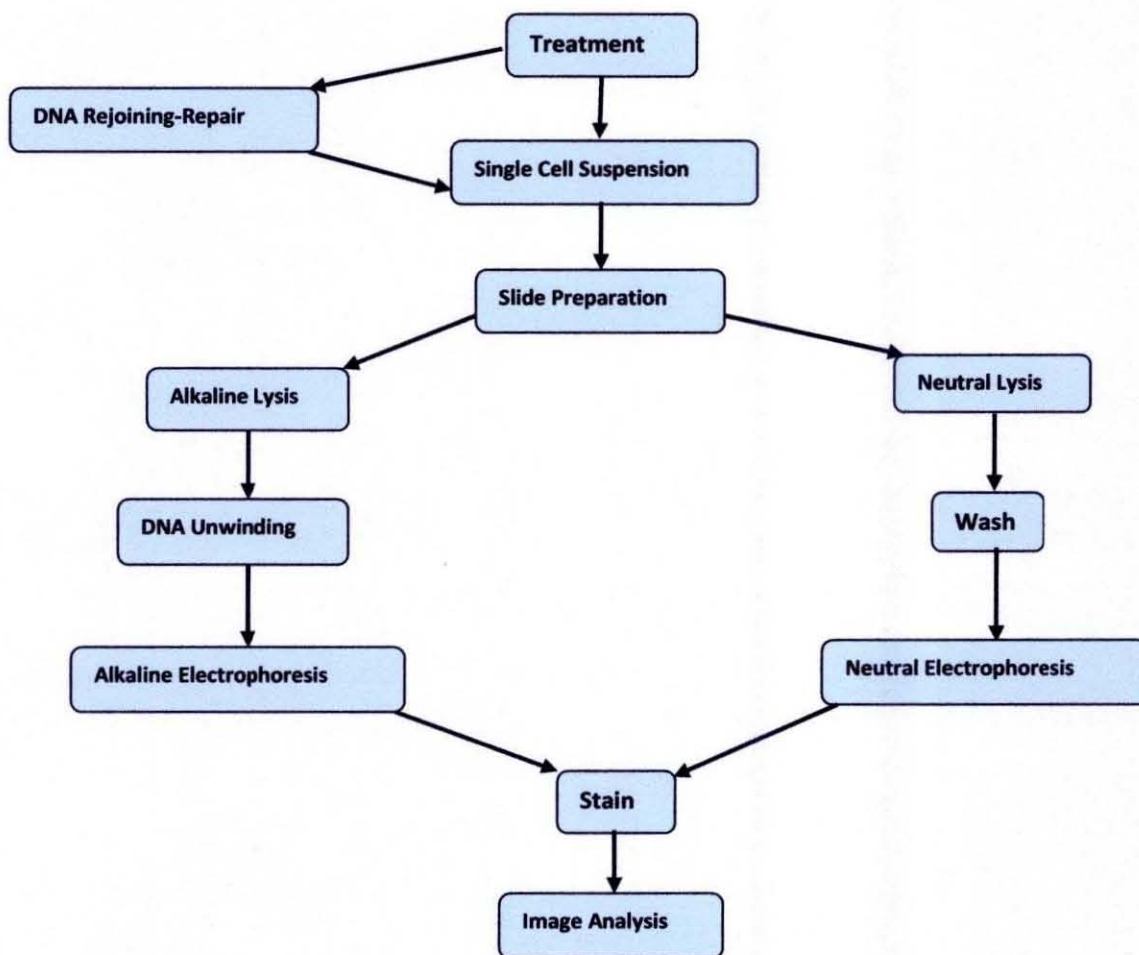 Treatment
DNA Rejoining-Repair
Single Cell Suspension
Slide Preparation
Alkaline Lysis
Neutral Lysis
DNA Unwinding
Wash
Alkaline Electrophoresis
Neutral Electrophoresis
Stain
Image Analysis